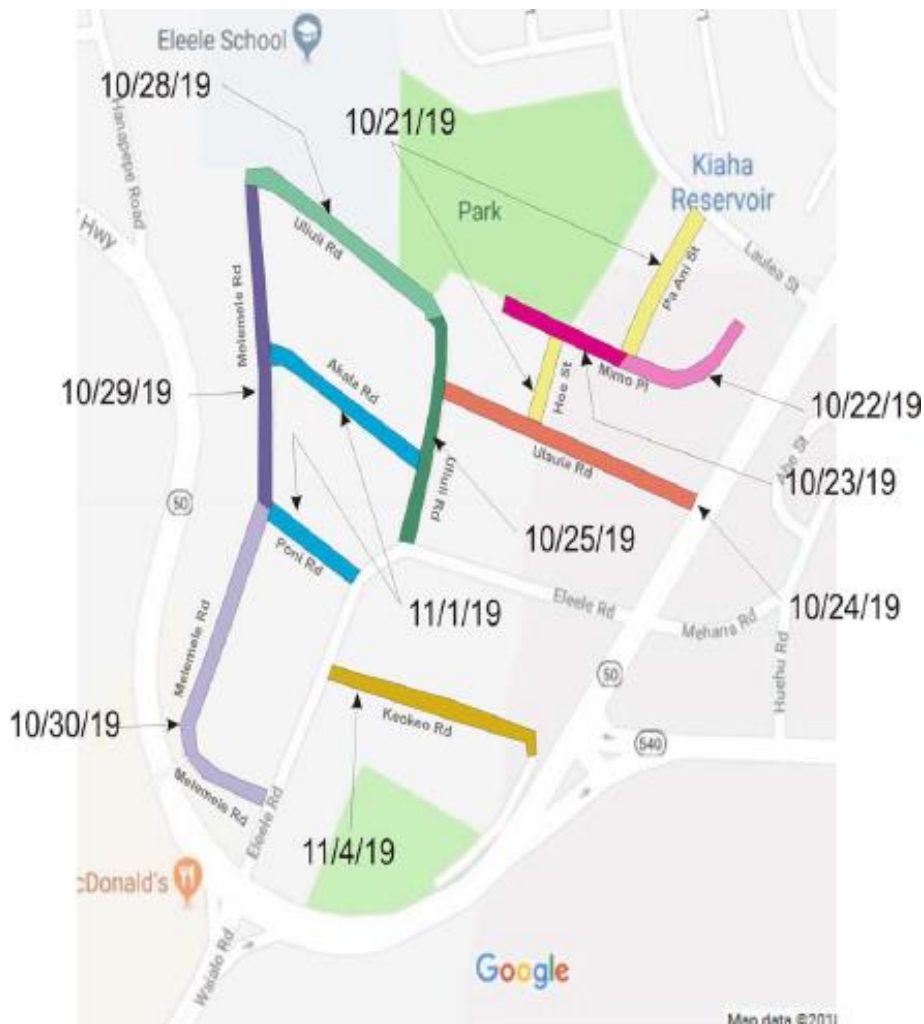 Eleele School
10/28/19
10/21/19
Kiaha
Reservoir
Hanapepe Road
Park
Hwy
Uliuli Rd
Laulea St
Pa Ani St
Melemele Rd
Mimo Pl
Akala Rd
Hoe St
10/29/19
10/22/19
Ulaula Rd
Abe St
10/23/19
50
Uliuli Rd
10/25/19
Poni Rd
11/1/19
Eleele Rd
10/24/19
Mehana Rd
Melemele Rd
Huehu Rd
50
10/30/19
Keokeo Rd
540
Melemele Rd
Eleele Rd
11/4/19
cDonald's
Waialo Rd
Google
Map data ©201